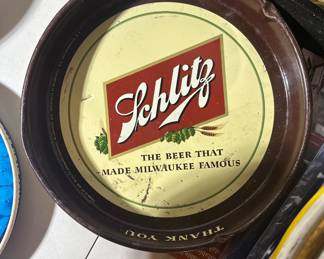 Schlitz
THE BEER THAT
MADE MILWAUKEE FAMOUS
THANK YOU